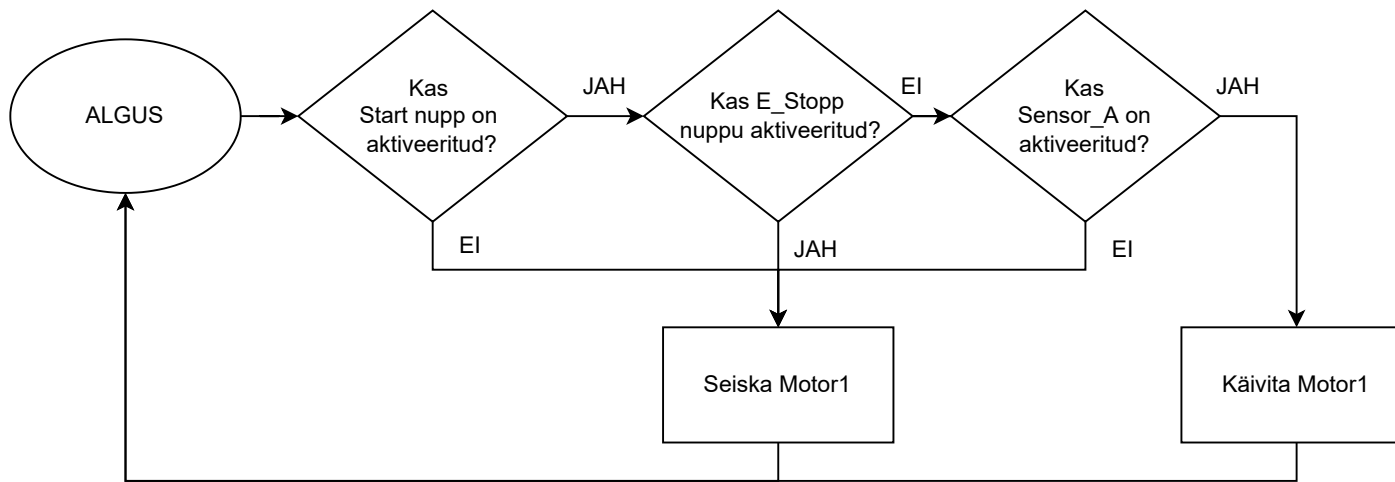 ALGUS
Kas
Start nupp on
aktiveeritud?
JAH
EI
Kas E_Stopp
nuppu aktiveeritud?
EI
JAH
Kas
Sensor_A on
aktiveeritud?
JAH
EI
Seiska Motor1
Käivita Motor1